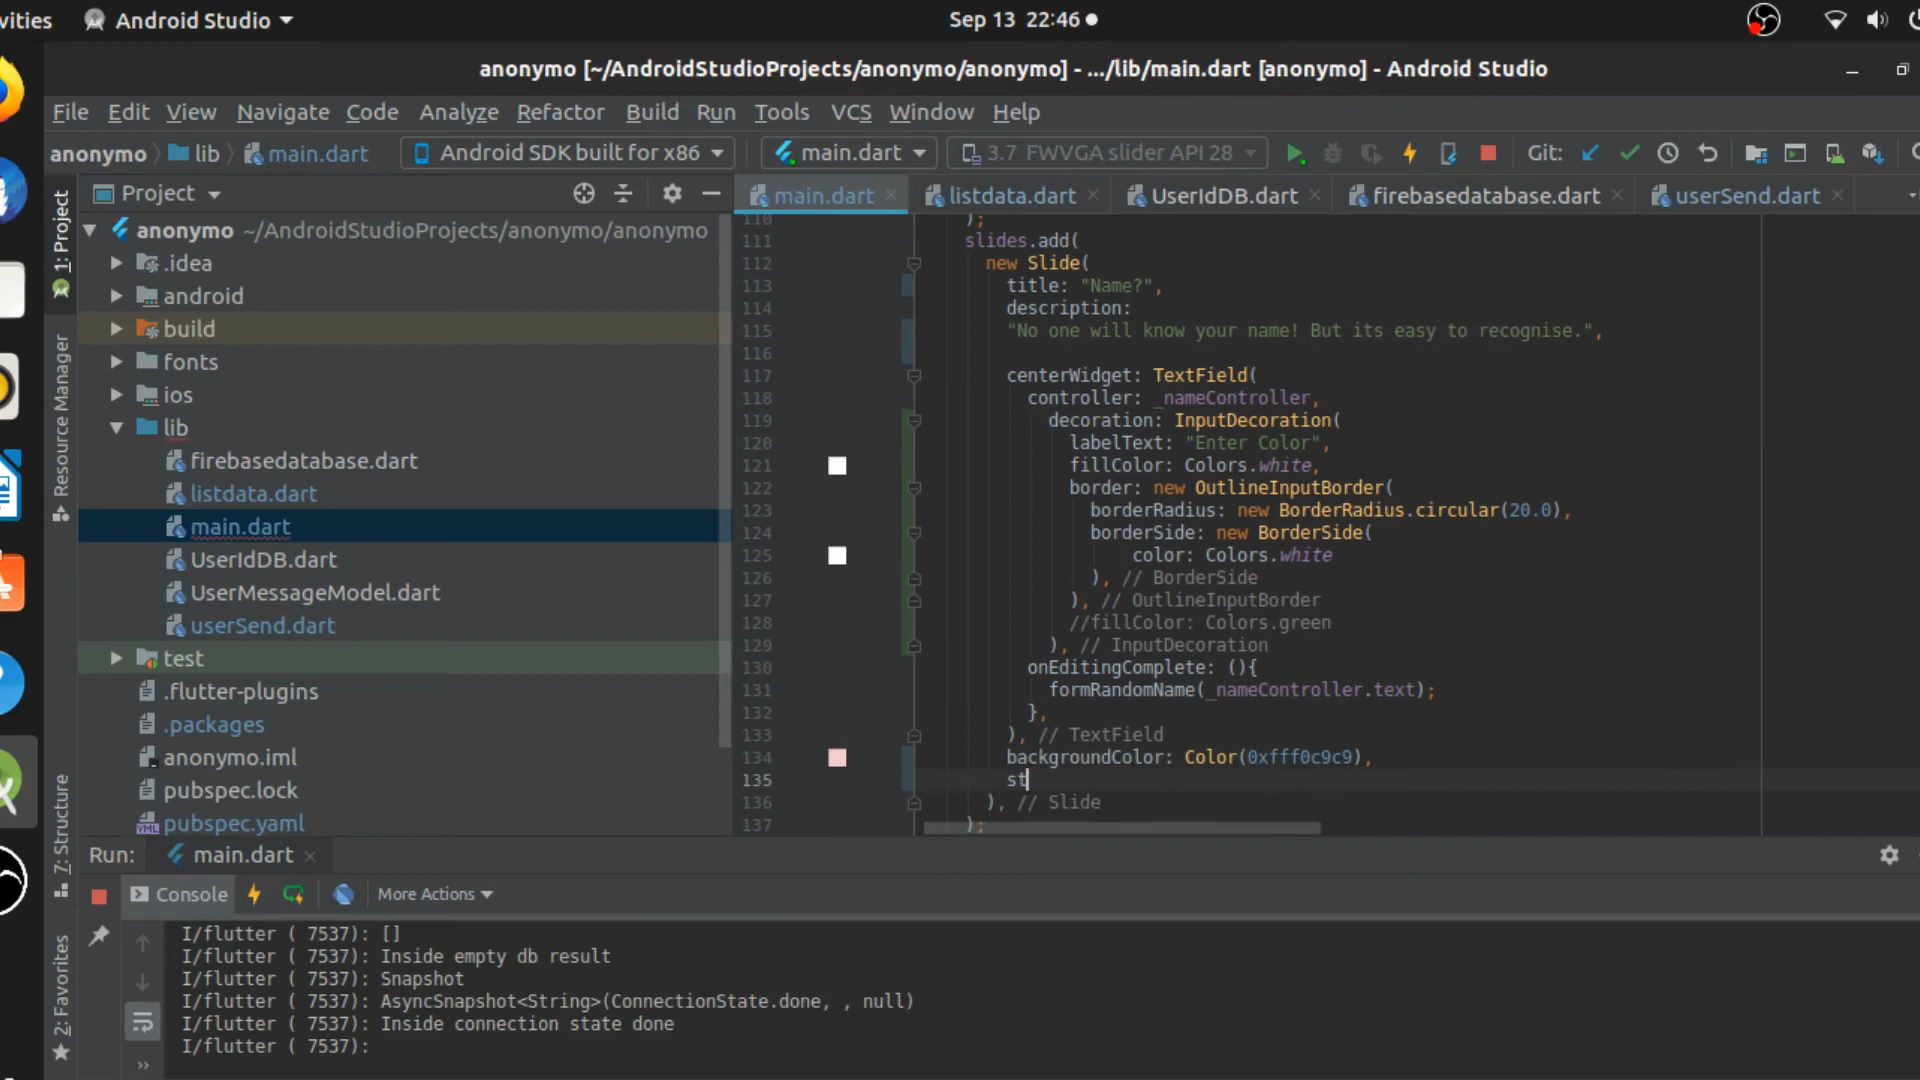 vities Android Studio Sep 13 22:46
anonymo [~/AndroidStudioProjects/anonymo/anonymo] - .../lib/main.dart [anonymo] - Android Studio
File Edit View Navigate Code Analyze Refactor Build Run Tools VCS Window Help
anonymo lib main.dart Android SDK built for x86 main.dart 3.7 FWVGA slider API 28 Git:
Project main.dart listdata.dart UserIdDB.dart firebasedatabase.dart userSend.dart
1: Project
Resource Manager
7: Structure
2: Favorites
anonymo ~/AndroidStudioProjects/anonymo/anonymo
.idea
android
build
fonts
ios
lib
firebasedatabase.dart
listdata.dart
main.dart
UserIdDB.dart
UserMessageModel.dart
userSend.dart
test
.flutter-plugins
.packages
anonymo.iml
pubspec.lock
pubspec.yaml
110 );
111 slides.add(
112 new Slide(
113 title: "Name?",
114 description:
115 "No one will know your name! But its easy to recognise.",
116
117 centerWidget: TextField(
118 controller: _nameController,
119 decoration: InputDecoration(
120 labelText: "Enter Color",
121 fillColor: Colors.white,
122 border: new OutlineInputBorder(
123 borderRadius: new BorderRadius.circular(20.0),
124 borderSide: new BorderSide(
125 color: Colors.white
126 ), // BorderSide
127 ), // OutlineInputBorder
128 //fillColor: Colors.green
129 ), // InputDecoration
130 onEditingComplete: (){
131 formRandomName(_nameController.text);
132 },
133 ), // TextField
134 backgroundColor: Color(0xfff0c9c9),
135 st
136 ), // Slide
137 );
Run: main.dart
Console More Actions
I/flutter ( 7537): []
I/flutter ( 7537): Inside empty db result
I/flutter ( 7537): Snapshot
I/flutter ( 7537): AsyncSnapshot<String>(ConnectionState.done, , null)
I/flutter ( 7537): Inside connection state done
I/flutter ( 7537):